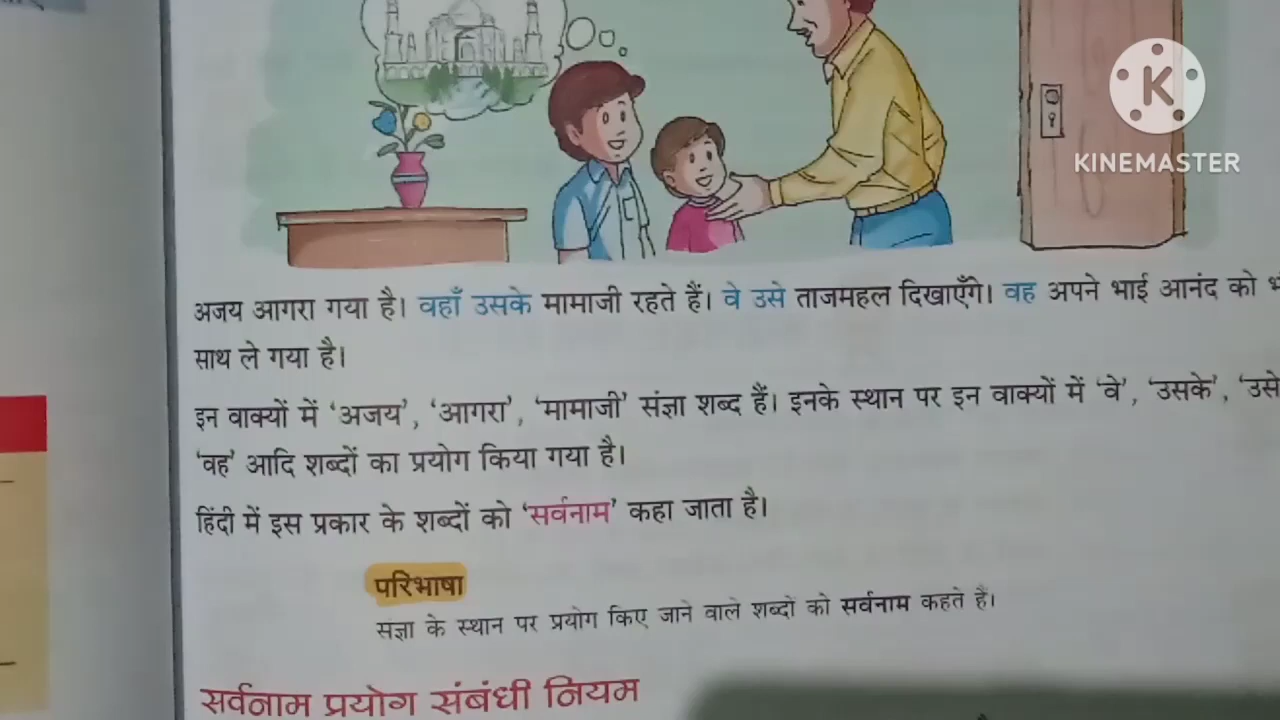 K
KINEMASTER
अजय आगरा गया है। वहाँ उसके मामाजी रहते हैं। वे उसे ताजमहल दिखाएँगे। वह अपने भाई आनंद को
साथ ले गया है।
इन वाक्यों में ‘अजय’, ‘आगरा’, ‘मामाजी’ संज्ञा शब्द हैं। इनके स्थान पर इन वाक्यों में ‘वे’, ‘उसके’, ‘उसे
‘वह’ आदि शब्दों का प्रयोग किया गया है।
हिंदी में इस प्रकार के शब्दों को ‘सर्वनाम’ कहा जाता है।
परिभाषा
संज्ञा के स्थान पर प्रयोग किए जाने वाले शब्दों को सर्वनाम कहते हैं।
सर्वनाम प्रयोग संबंधी नियम